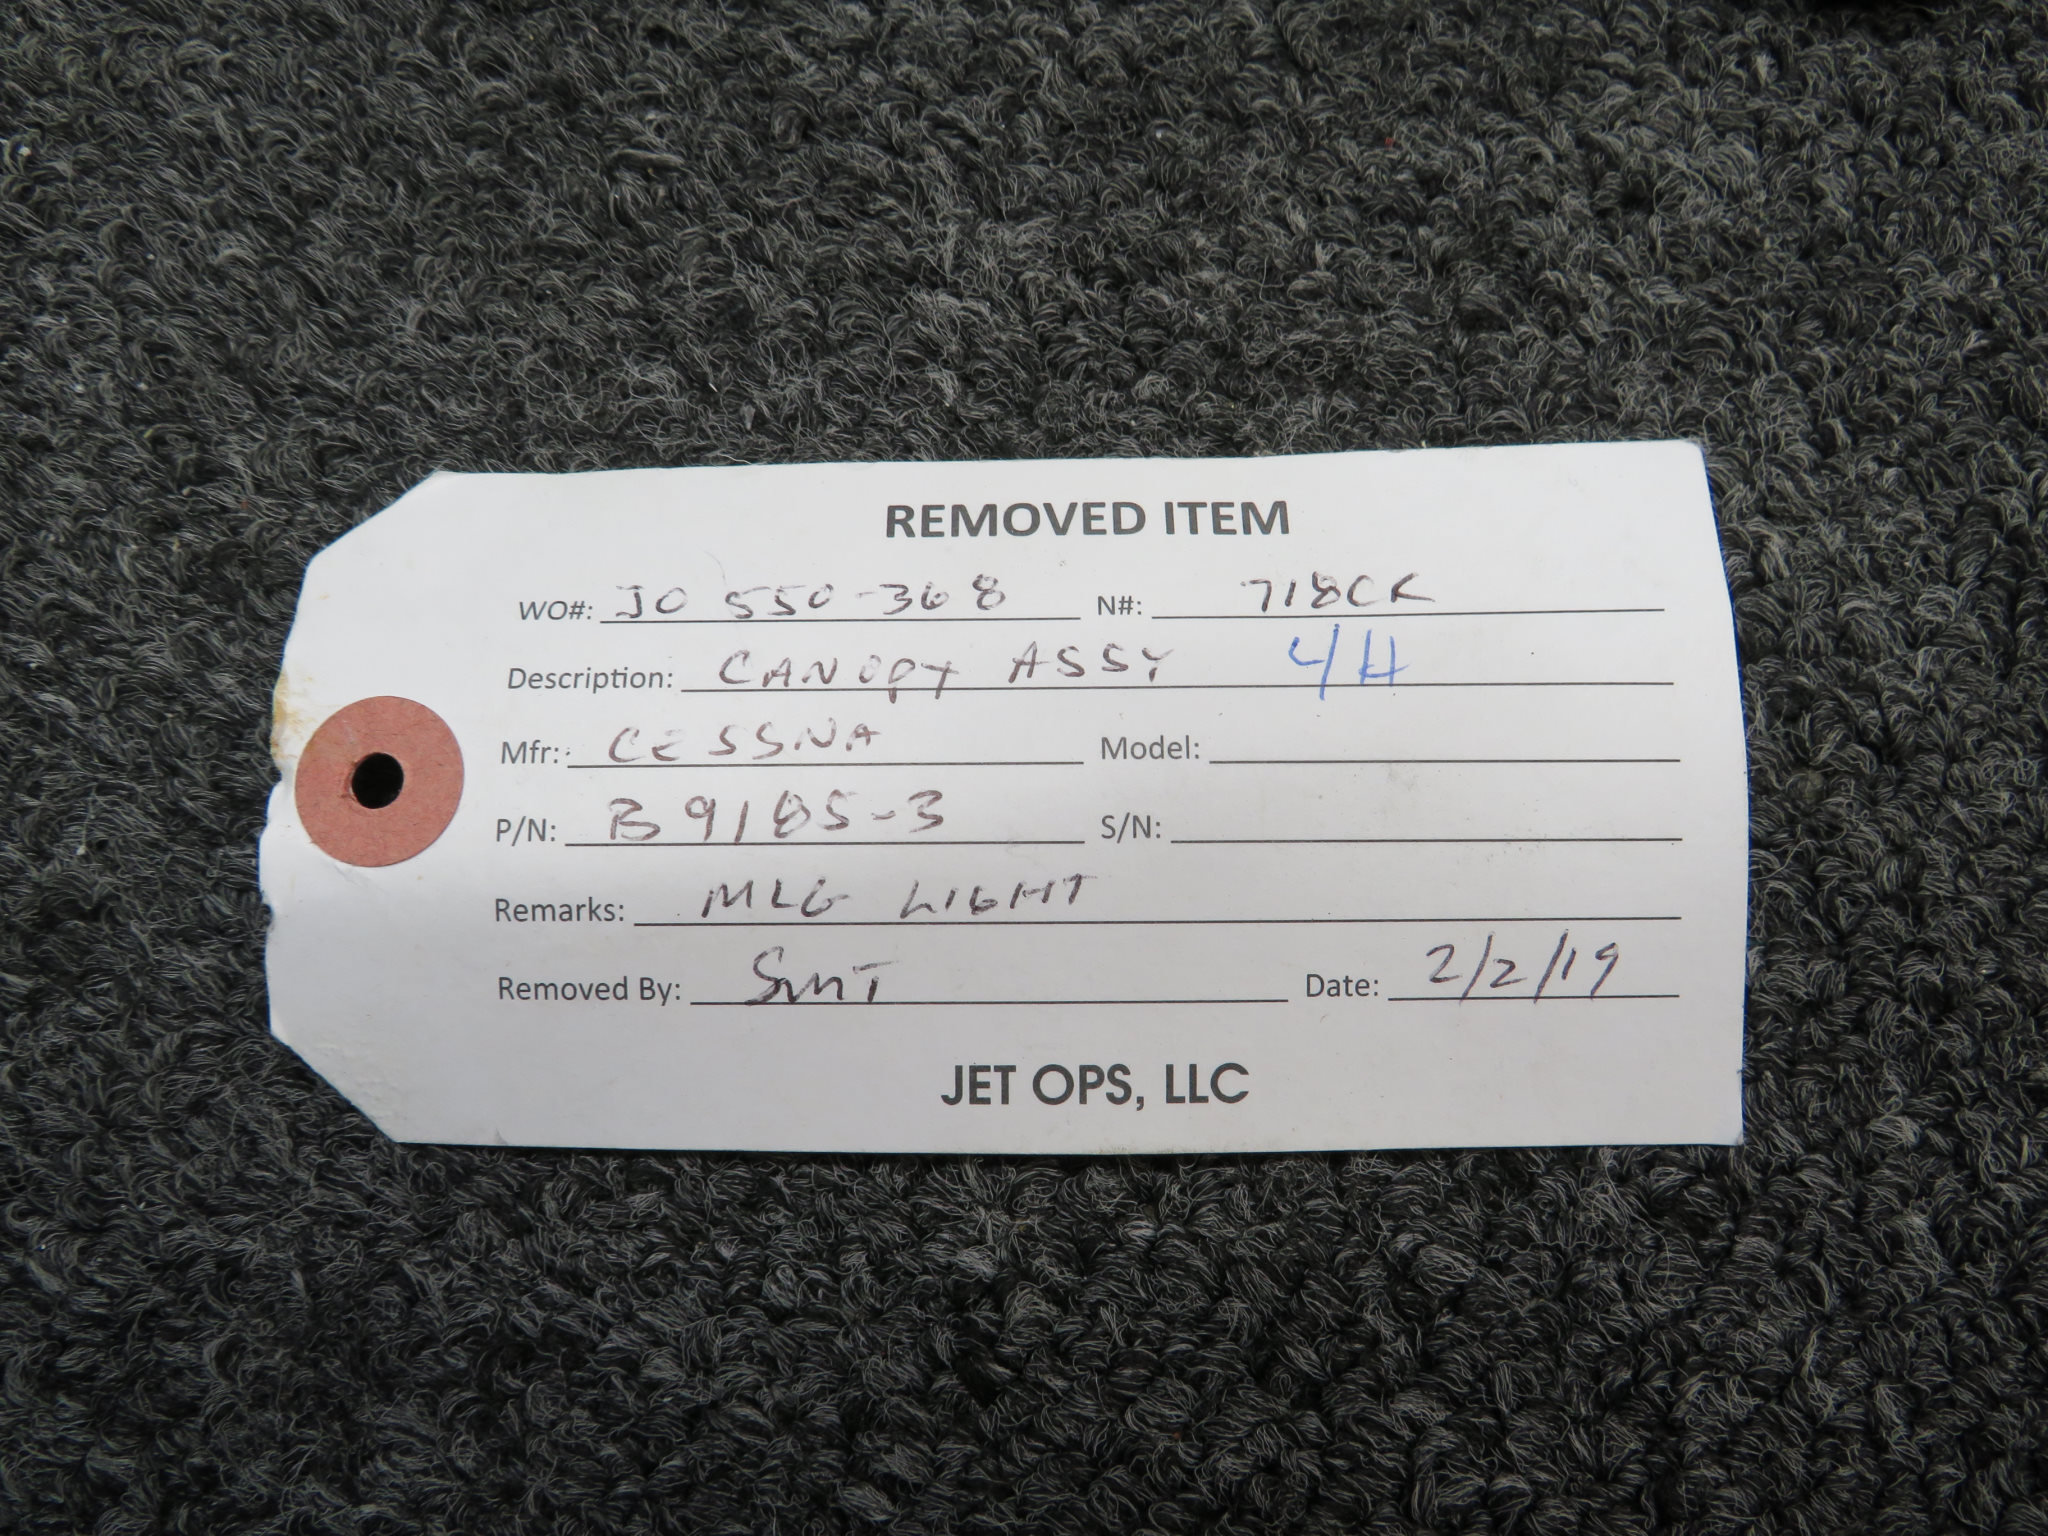 REMOVED ITEM
WO#: JO 550-368 N#: 718CK
Description: CANOPY ASSY 4/H
Mfr: CESSNA Model:
P/N: B9185-3 S/N:
Remarks: MLG LIGHT
Removed By: SMT Date: 2/2/19
JET OPS, LLC